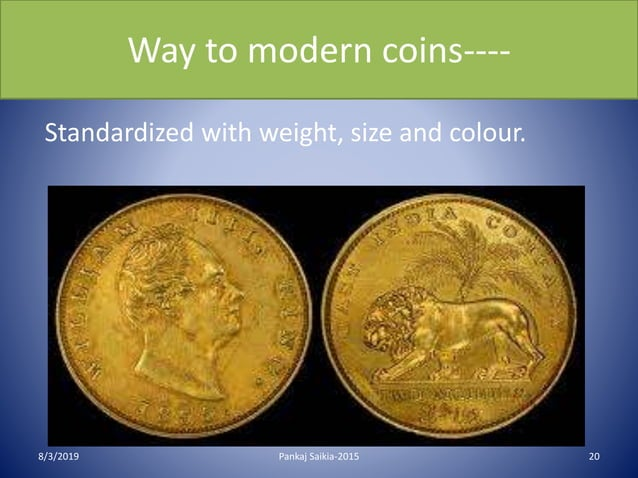 Way to modern coins----
Standardized with weight, size and colour.
WILLIAM IIII, KING.
EAST INDIA COMPANY
8/3/2019 Pankaj Saikia-2015 20